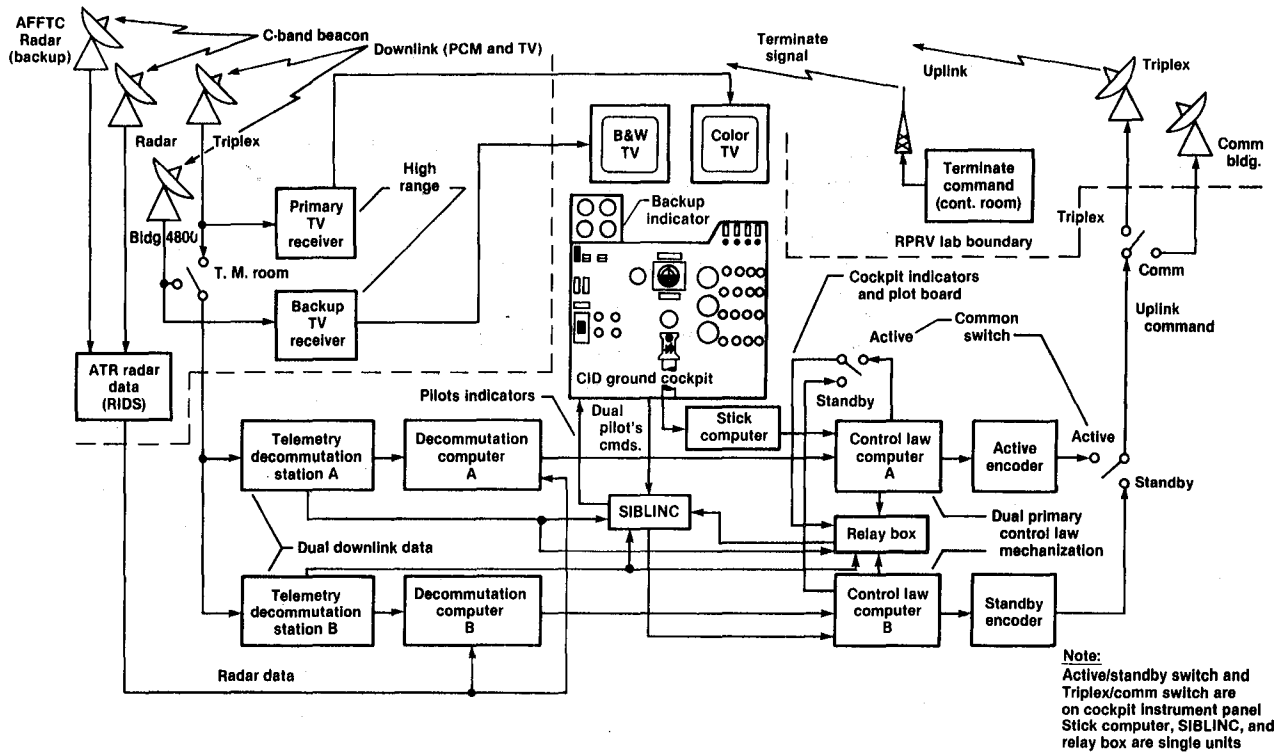 AFFTC
Radar
(backup)
C-band beacon
Downlink (PCM and TV)
Terminate
signal
Uplink
Triplex
Radar
Triplex
B&W
TV
Color
TV
Comm
bldg.
High
range
Terminate
command
(cont. room)
Primary
TV
receiver
Backup
indicator
Bldg 4800
Triplex
RPRV lab boundary
T. M. room
Comm
Cockpit indicators
and plot board
Backup
TV
receiver
Uplink
command
Common
switch
Active
ATR radar
data
(RIDS)
CID ground cockpit
Standby
Pilots indicators
Dual
pilot's
cmds.
Stick
computer
Telemetry
decommutation
station A
Decommutation
computer
A
Control law
computer
A
Active
encoder
Active
Standby
SIBLINC
Relay box
Dual primary
control law
mechanization
Dual downlink data
Telemetry
decommutation
station B
Decommutation
computer
B
Control law
computer
B
Standby
encoder
Radar data
Note:
Active/standby switch and
Triplex/comm switch are
on cockpit instrument panel
Stick computer, SIBLINC, and
relay box are single units